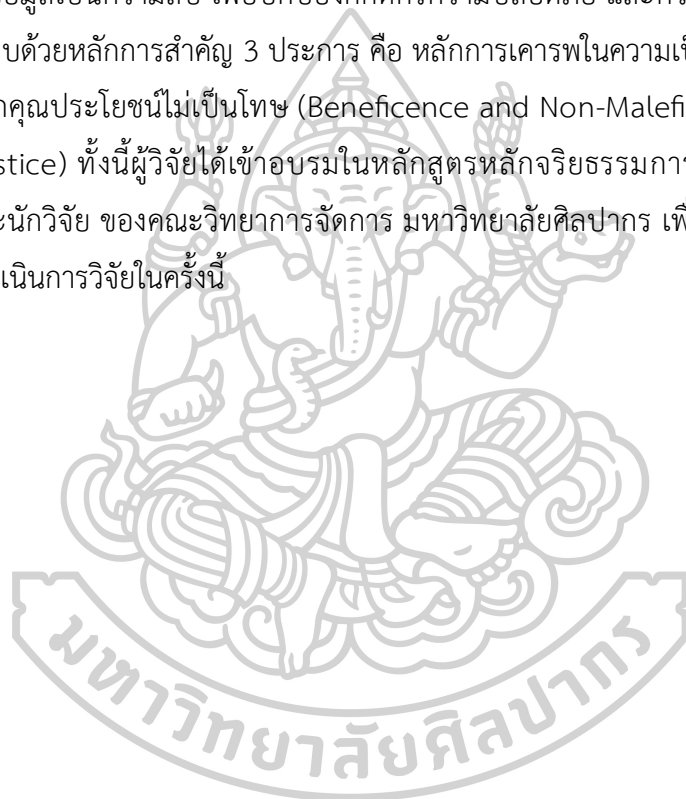 บด้วยหลักการสำคัญ 3 ประการ คือ หลักการเคารพในความเป็
คุณประโยชน์ไม่เป็นโทษ (Beneficence and Non-Malefi
stice) ทั้งนี้ผู้วิจัยได้เข้าอบรมในหลักสูตรหลักจริยธรรมการ
ะนักวิจัย ของคณะวิทยาการจัดการ มหาวิทยาลัยศิลปากร เพื
เนินการวิจัยในครั้งนี้
มหาวิทยาลัยศิลปากร